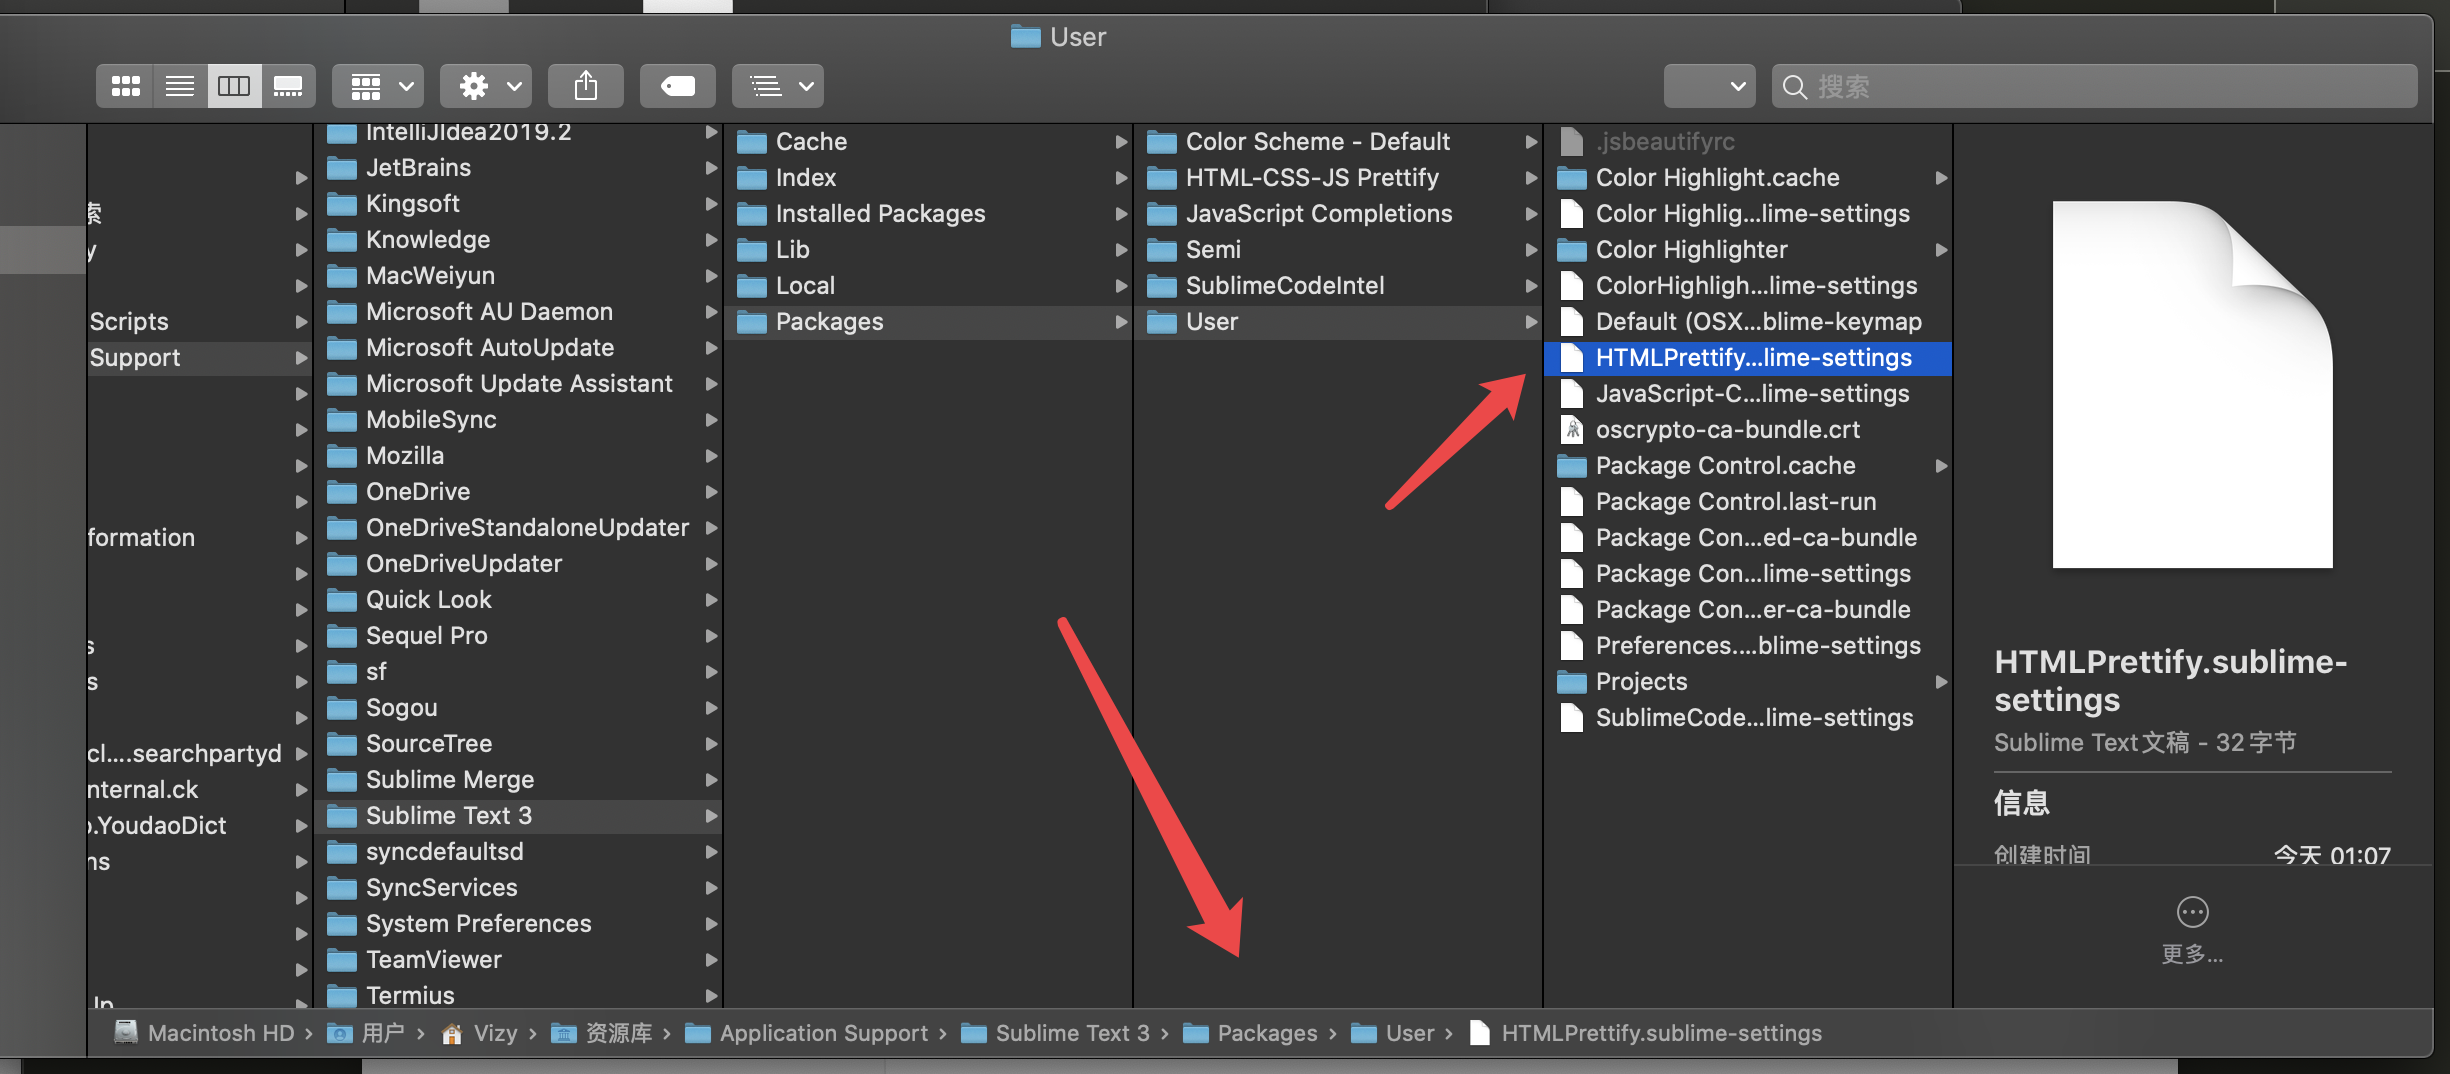 User
搜索
索
y
Scripts
Support
formation
s
s
cl....searchpartyd
nternal.ck
.YoudaoDict
ns
IntelliJIdea2019.2
JetBrains
Kingsoft
Knowledge
MacWeiyun
Microsoft AU Daemon
Microsoft AutoUpdate
Microsoft Update Assistant
MobileSync
Mozilla
OneDrive
OneDriveStandaloneUpdater
OneDriveUpdater
Quick Look
Sequel Pro
sf
Sogou
SourceTree
Sublime Merge
Sublime Text 3
syncdefaultsd
SyncServices
System Preferences
TeamViewer
Termius
Cache
Index
Installed Packages
Lib
Local
Packages
Color Scheme - Default
HTML-CSS-JS Prettify
JavaScript Completions
Semi
SublimeCodeIntel
User
.jsbeautifyrc
Color Highlight.cache
Color Highlig...lime-settings
Color Highlighter
ColorHighligh...lime-settings
Default (OSX...blime-keymap
HTMLPrettify...lime-settings
JavaScript-C...lime-settings
oscrypto-ca-bundle.crt
Package Control.cache
Package Control.last-run
Package Con...ed-ca-bundle
Package Con...lime-settings
Package Con...er-ca-bundle
Preferences....blime-settings
Projects
SublimeCode...lime-settings
HTMLPrettify.sublime-
settings
Sublime Text文稿 - 32 字节
信息
创建时间 今天 01:07
更多...
Macintosh HD › 用户 › Vizy › 资源库 › Application Support › Sublime Text 3 › Packages › User › HTMLPrettify.sublime-settings